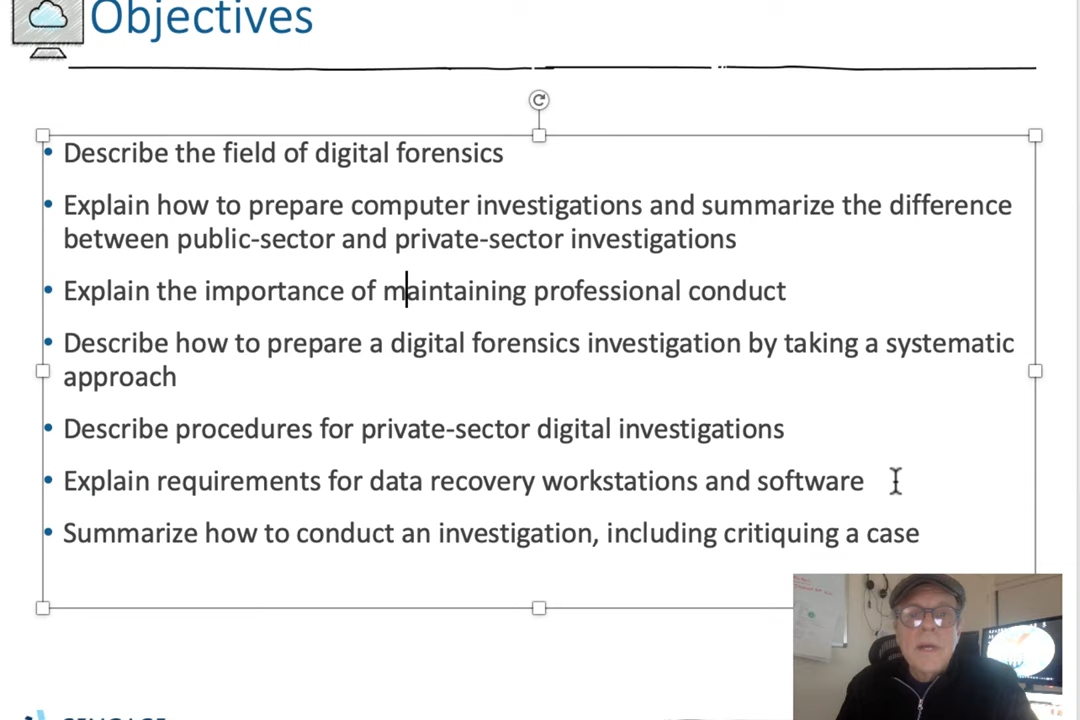 Objectives
• Describe the field of digital forensics
• Explain how to prepare computer investigations and summarize the difference
between public-sector and private-sector investigations
• Explain the importance of maintaining professional conduct
• Describe how to prepare a digital forensics investigation by taking a systematic
approach
• Describe procedures for private-sector digital investigations
• Explain requirements for data recovery workstations and software
• Summarize how to conduct an investigation, including critiquing a case